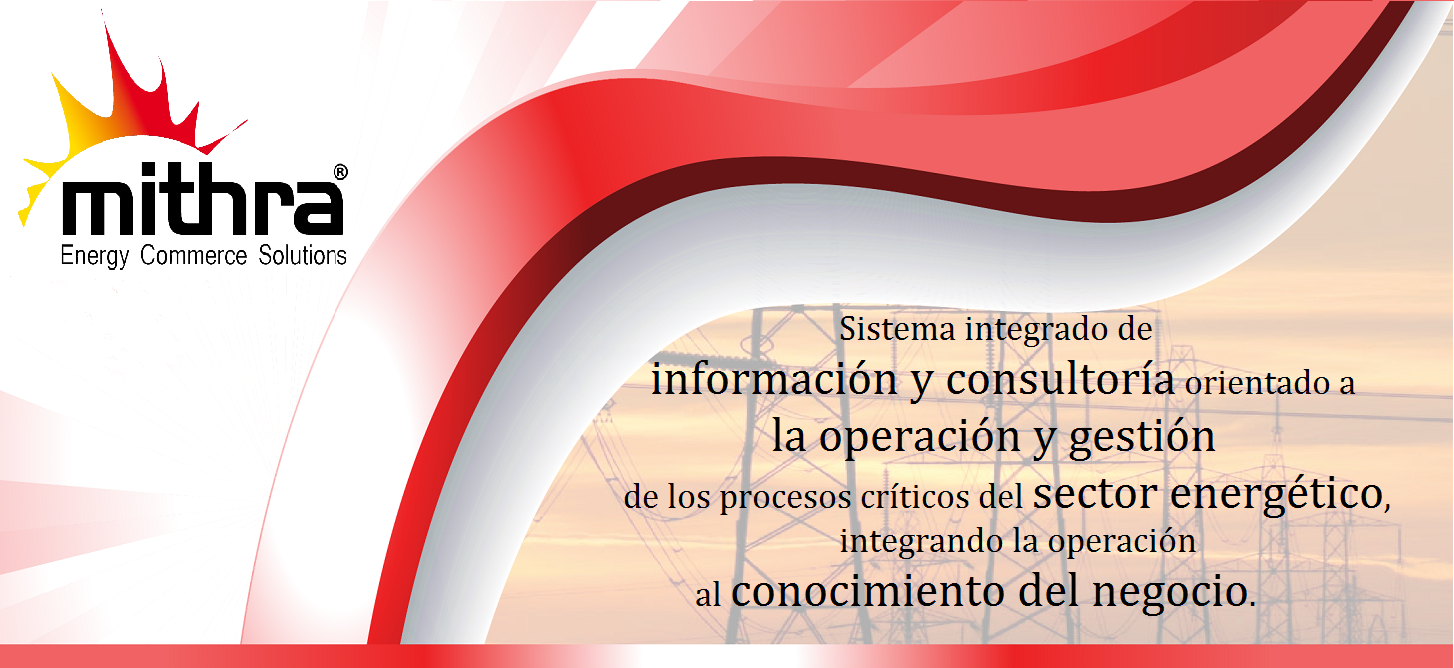 mithra®
Energy Commerce Solutions
Sistema integrado de
información y consultoría orientado a
la operación y gestión
de los procesos críticos del sector energético,
integrando la operación
al conocimiento del negocio.